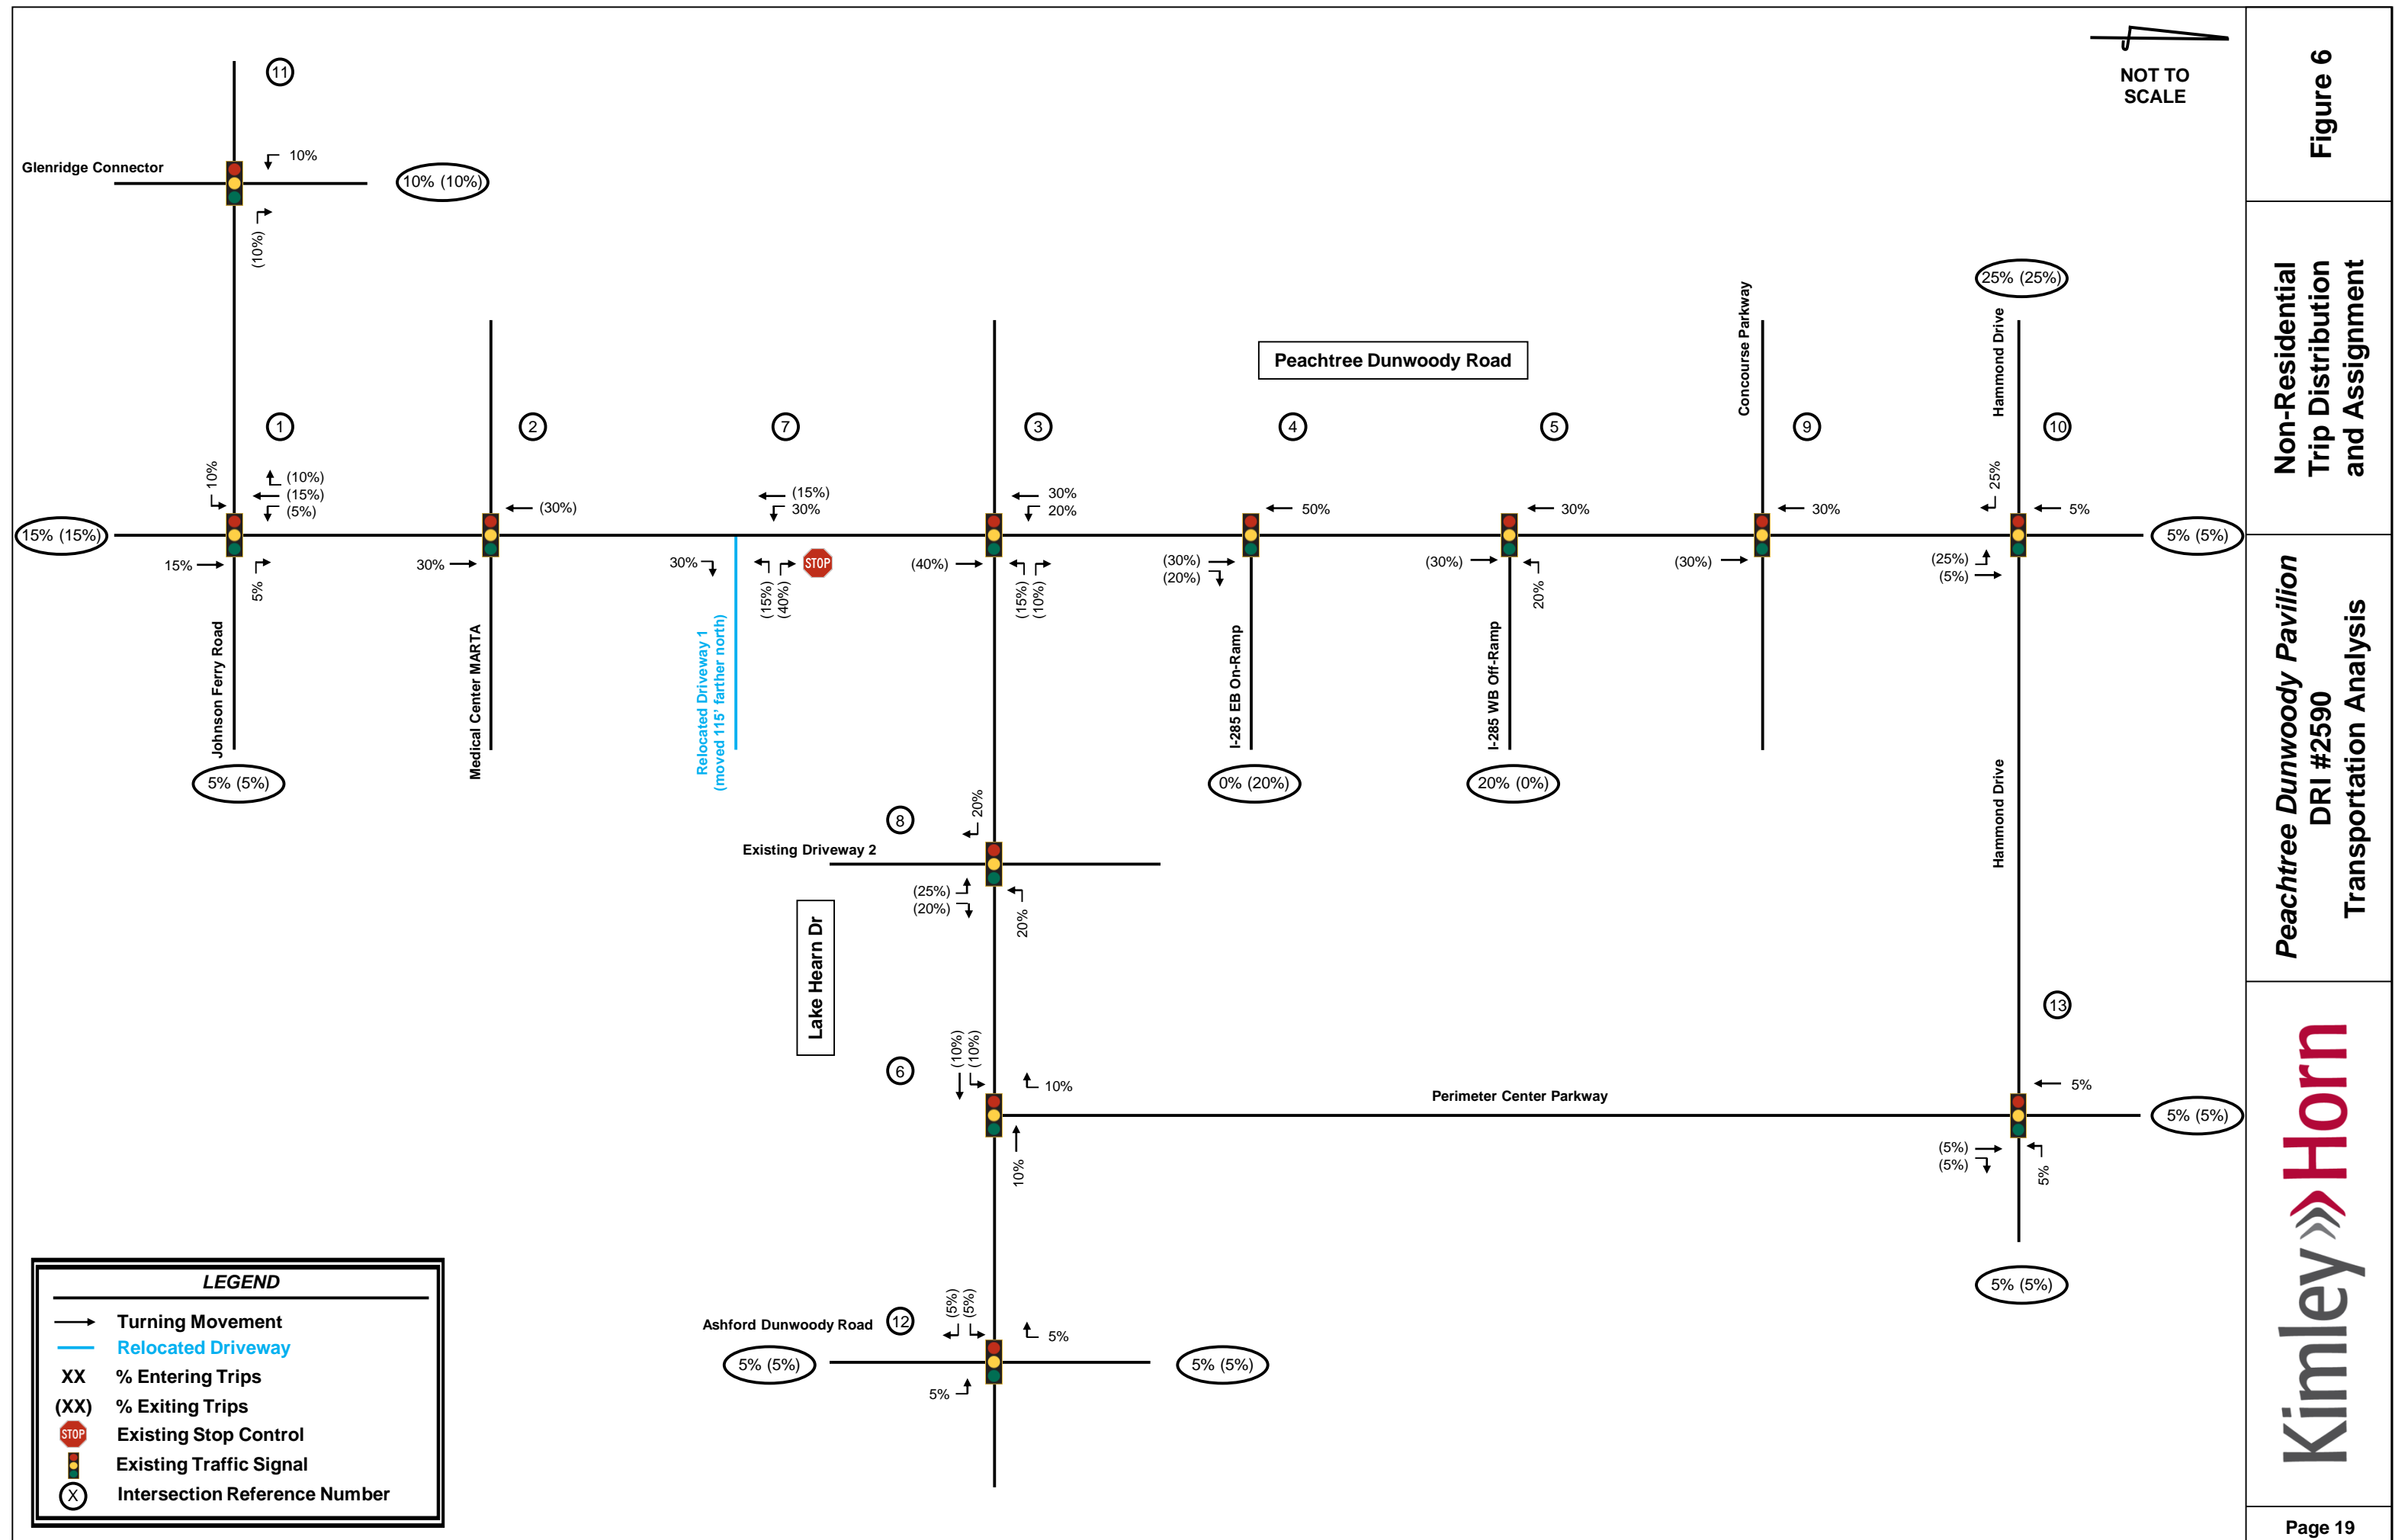 NOT TO
SCALE
11
Glenridge Connector
10%
10% (10%)
(10%)
25% (25%)
Hammond Drive
Concourse Parkway
Peachtree Dunwoody Road
1
2
7
3
4
5
9
10
10%
(10%)
(15%)
(5%)
(30%)
(15%)
30%
30%
20%
50%
30%
30%
25%
5%
15% (15%)
5% (5%)
15%
5%
30%
30%
(15%)
(40%)
STOP
(40%)
(15%)
(10%)
(30%)
(20%)
(30%)
20%
(30%)
(25%)
(5%)
Johnson Ferry Road
Medical Center MARTA
Relocated Driveway 1
(moved 115' farther north)
I-285 EB On-Ramp
I-285 WB Off-Ramp
5% (5%)
0% (20%)
20% (0%)
Hammond Drive
8
20%
Existing Driveway 2
(25%)
(20%)
20%
Lake Hearn Dr
6
(10%)
(10%)
10%
10%
Perimeter Center Parkway
13
5%
5% (5%)
(5%)
(5%)
5%
5% (5%)
Ashford Dunwoody Road
12
(5%)
(5%)
5%
5% (5%)
5% (5%)
5%
LEGEND
Turning Movement
Relocated Driveway
XX % Entering Trips
(XX) % Exiting Trips
STOP Existing Stop Control
Existing Traffic Signal
X Intersection Reference Number
Figure 6
Non-Residential
Trip Distribution
and Assignment
Peachtree Dunwoody Pavilion
DRI #2590
Transportation Analysis
Kimley»Horn
Page 19